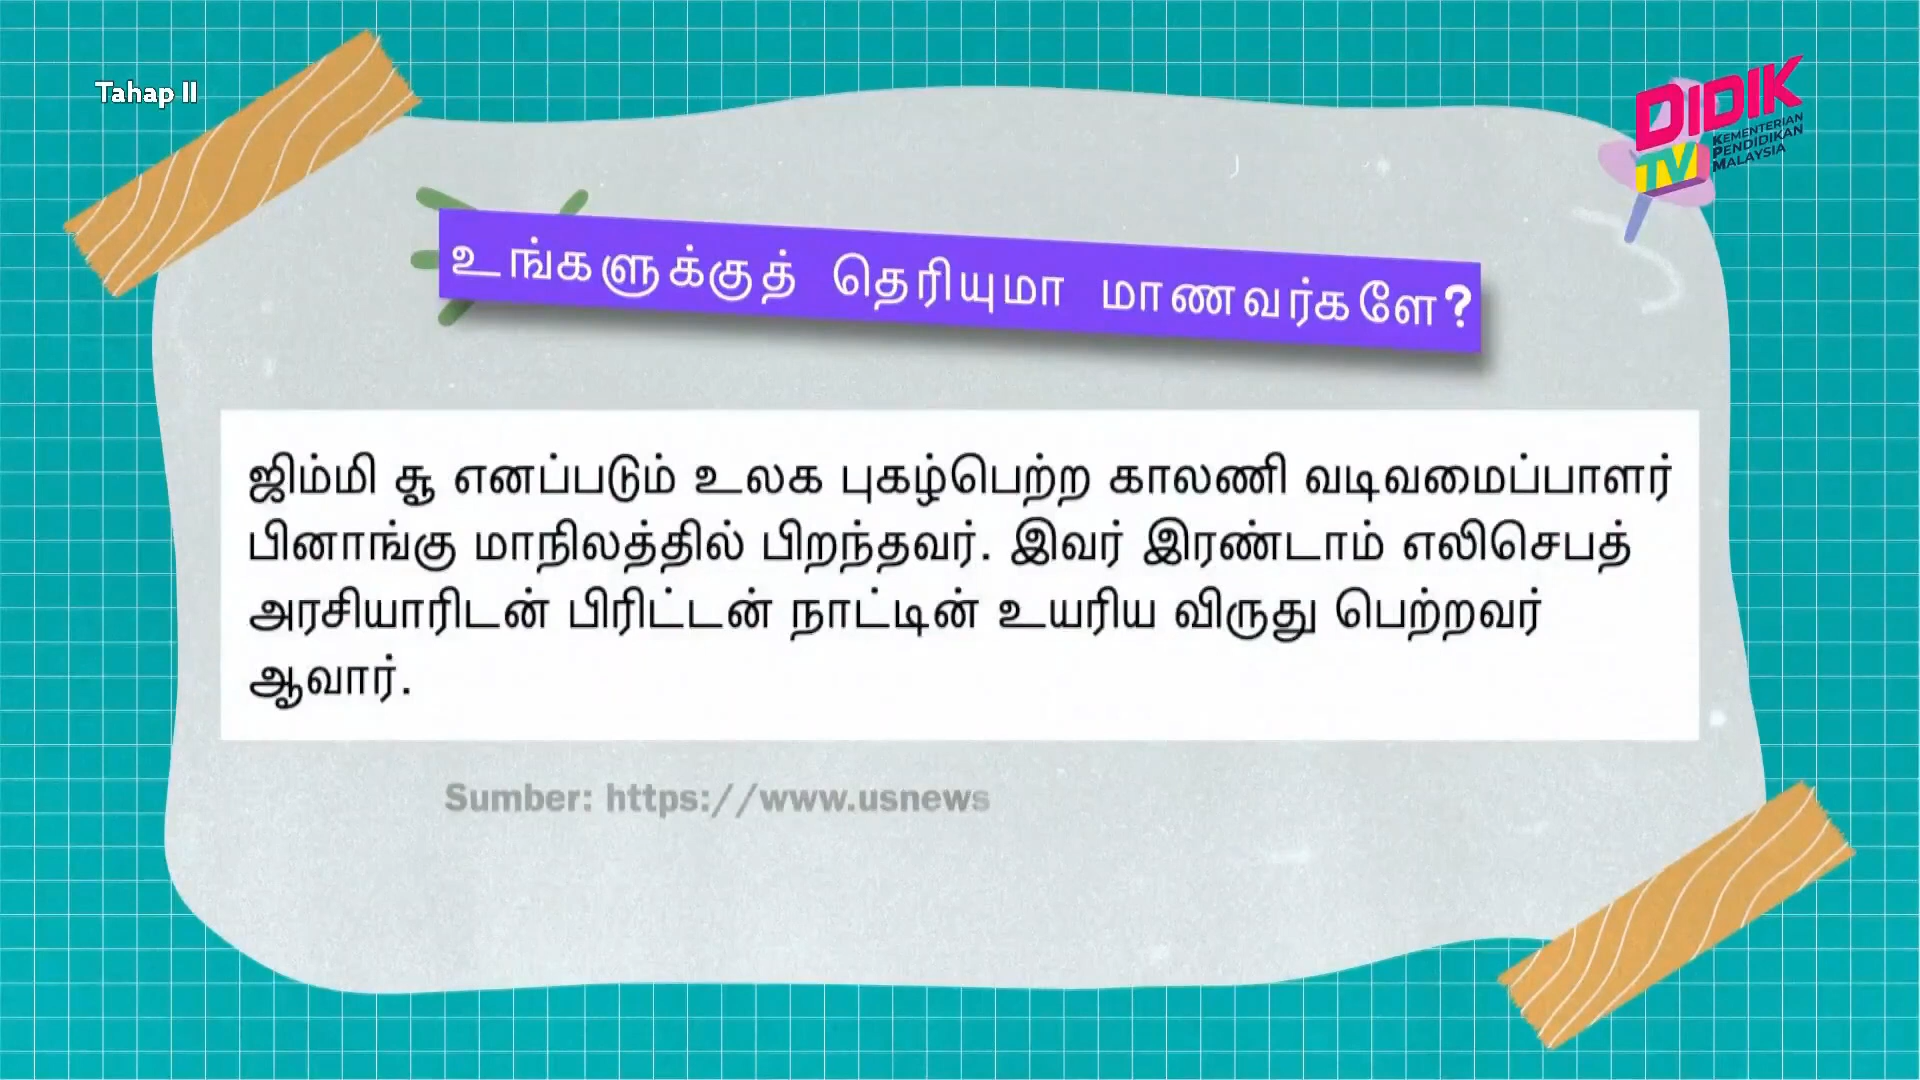 Tahap II
DIDIK
TV
KEMENTERIAN
PENDIDIKAN
MALAYSIA
உங்களுக்குத் தெரியுமா மாணவர்களே?
ஜிம்மி சூ எனப்படும் உலக புகழ்பெற்ற காலணி வடிவமைப்பாளர்
பினாங்கு மாநிலத்தில் பிறந்தவர். இவர் இரண்டாம் எலிசெபத்
அரசியாரிடன் பிரிட்டன் நாட்டின் உயரிய விருது பெற்றவர்
ஆவார்.
Sumber: https://www.usnews